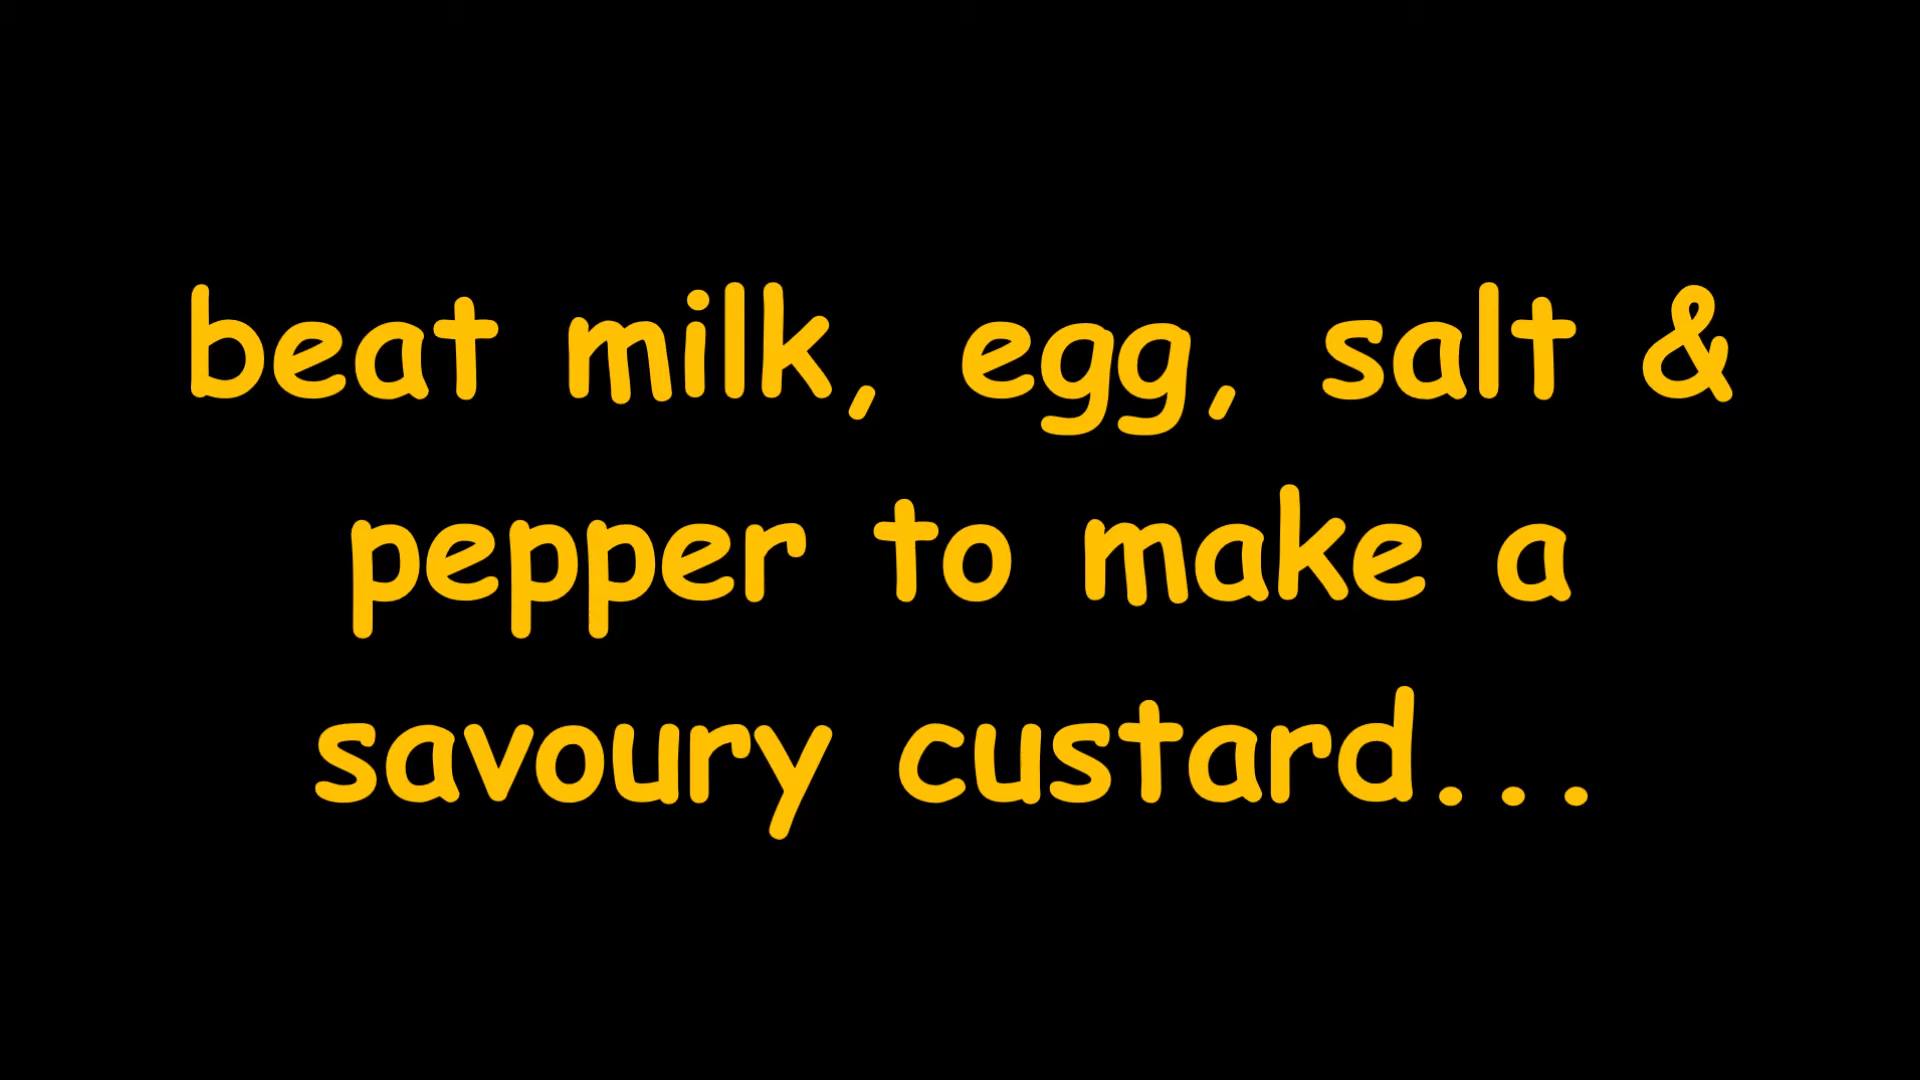 beat milk, egg, salt &
pepper to make a
savoury custard...